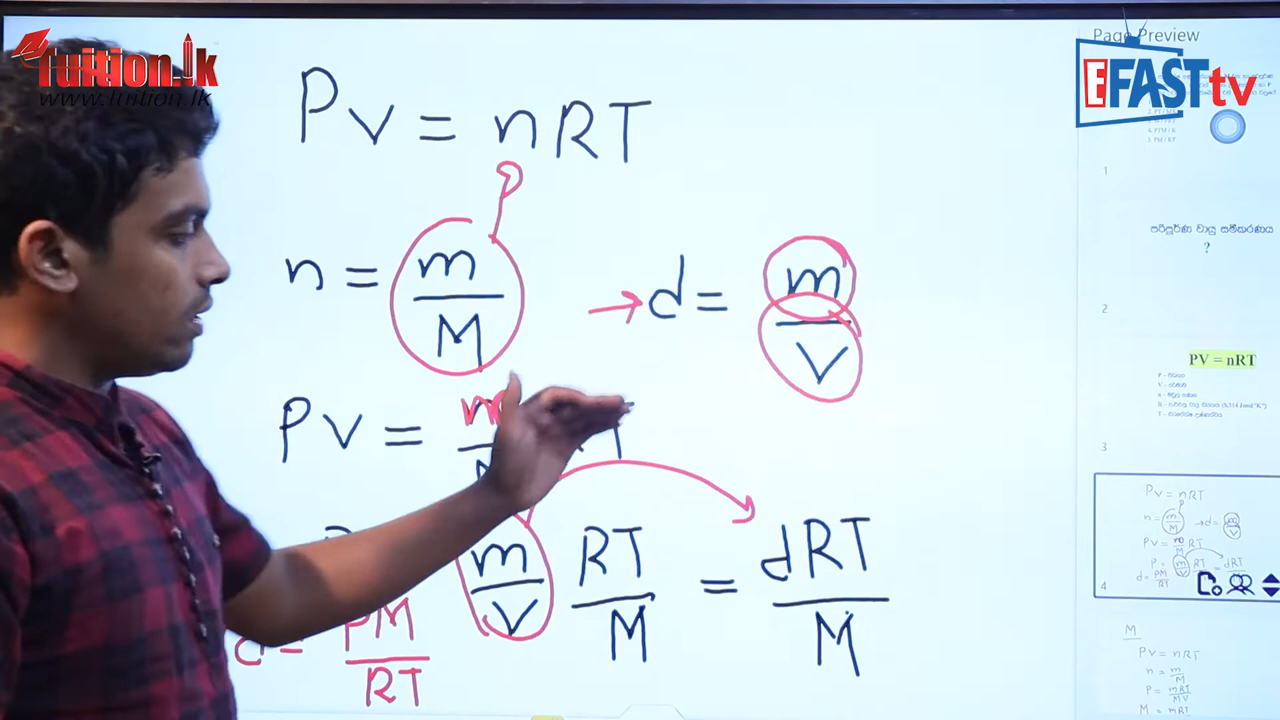 Tuition.lk
www.tuition.lk
Page Preview
EFAST tv
PV = nRT
P
n = m/M
→ d = m/V
PV = m
m/V RT/M = dRT/M
d = PM/RT
1
පරිපූර්ණ වායු සමීකරණය
?
2
PV = nRT
3
PV = nRT
n = m/M → d = m/V
PV = m/M RT
P = m/V RT = dRT
d = PM/RT
4
M
PV = nRT
n = m/M
P = mRT/MV
M = mRT